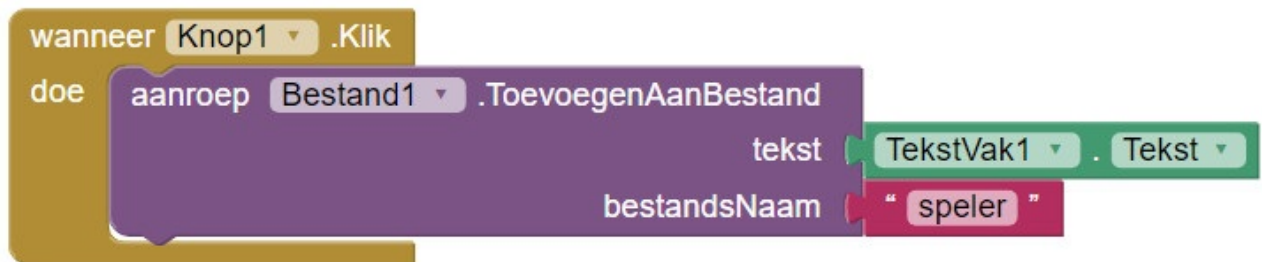 wanneer Knop1 .Klik
doe aanroep Bestand1 .ToevoegenAanBestand
tekst TekstVak1 . Tekst
bestandsNaam “ speler ”